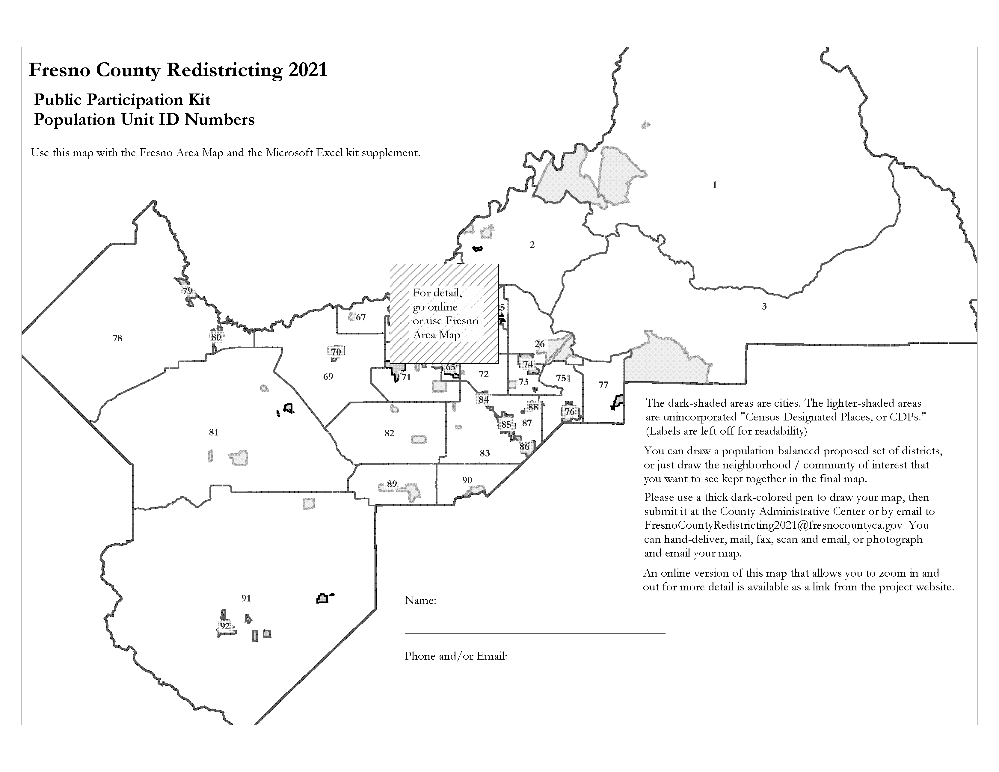 Fresno County Redistricting 2021
Public Participation Kit
Population Unit ID Numbers
Use this map with the Fresno Area Map and the Microsoft Excel kit supplement.
1
2
3
For detail,
go online
or use Fresno
Area Map
5
79
67
78
80
70
26
69
71
65
72
74
73
75
77
84
88
76
85
87
81
82
86
83
89
90
91
92
The dark-shaded areas are cities. The lighter-shaded areas
are unincorporated "Census Designated Places, or CDPs."
(Labels are left off for readability)
You can draw a population-balanced proposed set of districts,
or just draw the neighborhood / communty of interest that
you want to see kept together in the final map.
Please use a thick dark-colored pen to draw your map, then
submit it at the County Administrative Center or by email to
FresnoCountyRedistricting2021@fresnocountyca.gov. You
can hand-deliver, mail, fax, scan and email, or photograph
and email your map.
An online version of this map that allows you to zoom in and
out for more detail is available as a link from the project website.
Name:
Phone and/or Email: